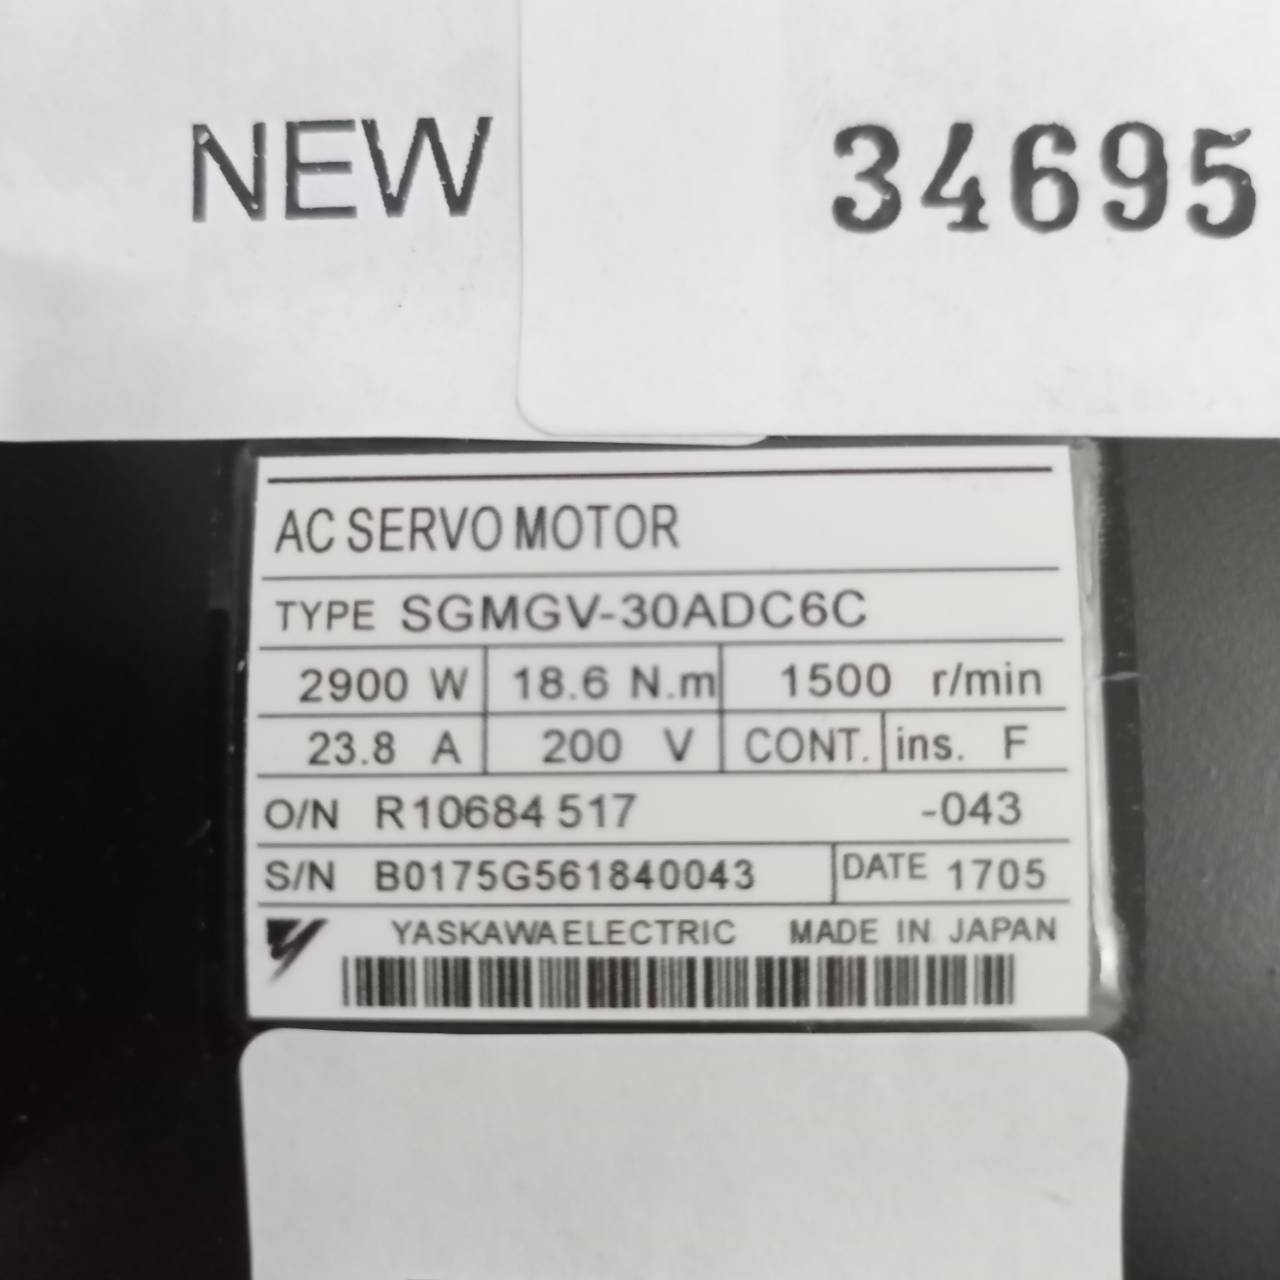 NEW
34695
AC SERVO MOTOR
TYPE SGMGV-30ADC6C
2900 W 18.6 N.m 1500 r/min
23.8 A 200 V CONT. ins. F
O/N R10684 517 -043
S/N B0175G561840043 DATE 1705
YASKAWA ELECTRIC MADE IN JAPAN